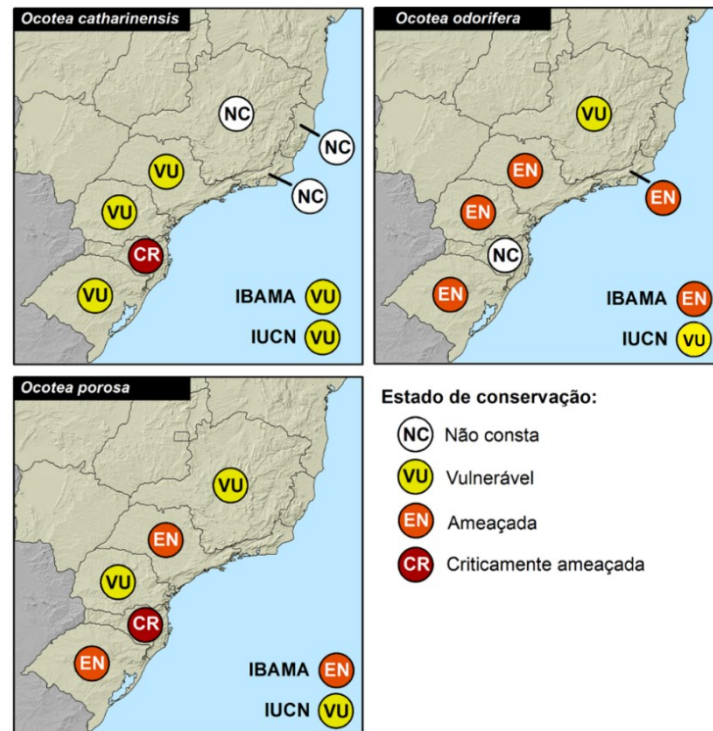 Ocotea catharinensis
NC
NC
VU
NC
VU
CR
VU
IBAMA VU
IUCN VU
Ocotea odorifera
VU
EN
EN
EN
NC
EN
IBAMA EN
IUCN VU
Ocotea porosa
VU
EN
VU
CR
EN
IBAMA EN
IUCN VU
Estado de conservação:
NC Não consta
VU Vulnerável
EN Ameaçada
CR Criticamente ameaçada